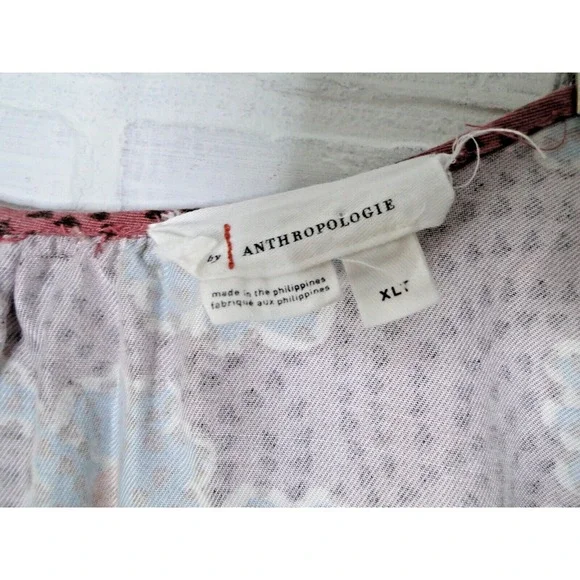 by ANTHROPOLOGIE
made in the philippines
fabriqué aux philippines
XLT